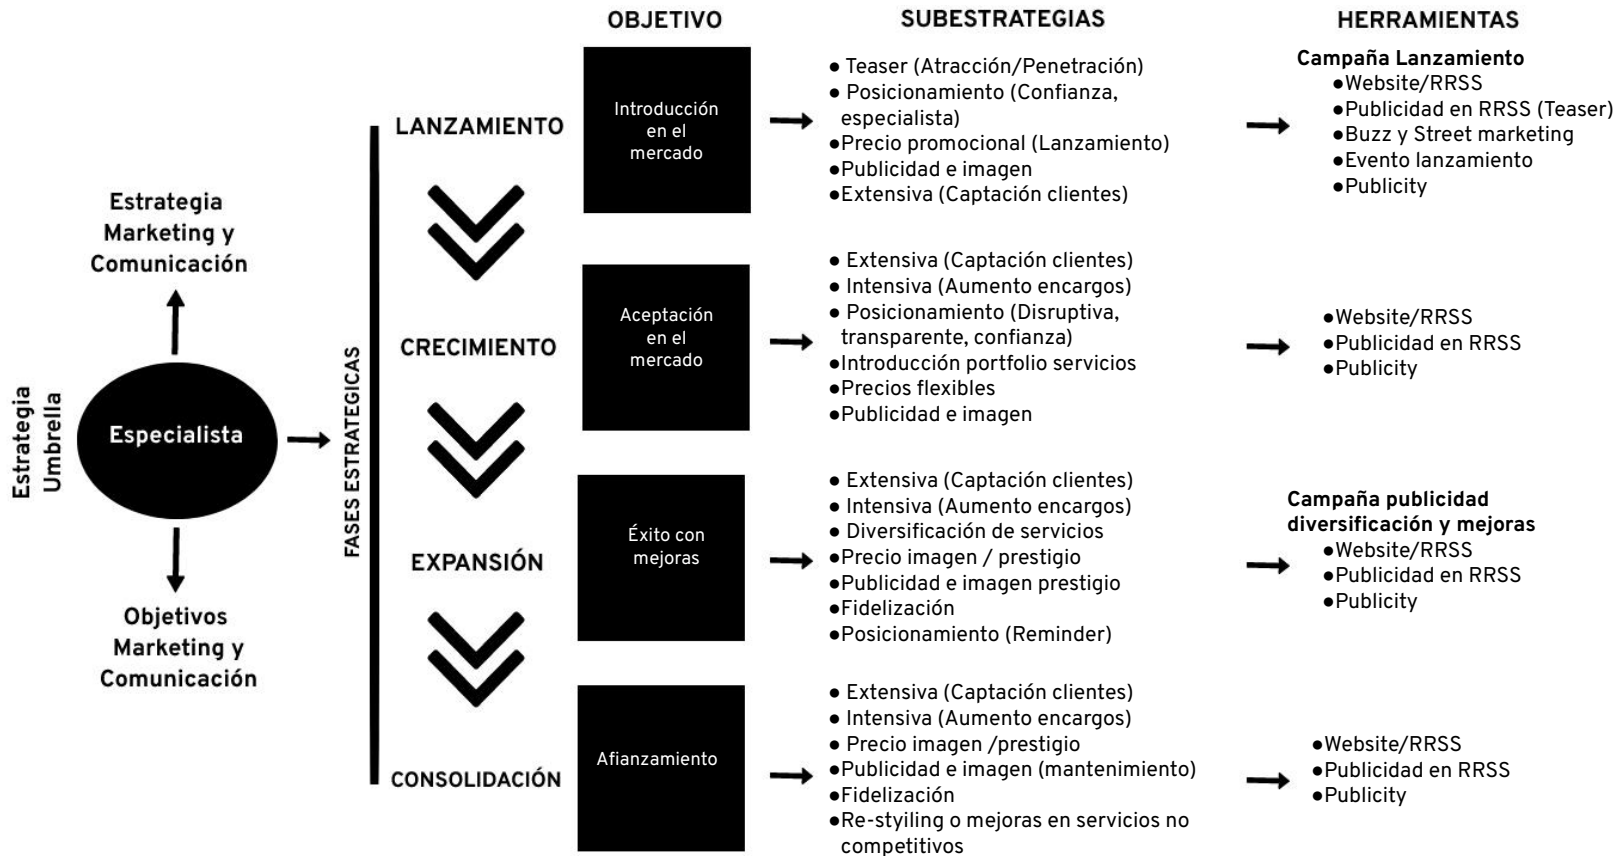 OBJETIVO
SUBESTRATEGIAS
HERRAMIENTAS
Estrategia
Marketing y
Comunicación
Estrategia
Umbrella
Especialista
Objetivos
Marketing y
Comunicación
FASES ESTRATEGICAS
LANZAMIENTO
Introducción
en el
mercado
● Teaser (Atracción/Penetración)
● Posicionamiento (Confianza,
especialista)
●Precio promocional (Lanzamiento)
●Publicidad e imagen
●Extensiva (Captación clientes)
Campaña Lanzamiento
●Website/RRSS
●Publicidad en RRSS (Teaser)
●Buzz y Street marketing
●Evento lanzamiento
●Publicity
CRECIMIENTO
Aceptación
en el
mercado
● Extensiva (Captación clientes)
● Intensiva (Aumento encargos)
● Posicionamiento (Disruptiva,
transparente, confianza)
●Introducción portfolio servicios
●Precios flexibles
●Publicidad e imagen
●Website/RRSS
●Publicidad en RRSS
●Publicity
EXPANSIÓN
Éxito con
mejoras
● Extensiva (Captación clientes)
● Intensiva (Aumento encargos)
● Diversificación de servicios
●Precio imagen / prestigio
●Publicidad e imagen prestigio
●Fidelización
●Posicionamiento (Reminder)
Campaña publicidad
diversificación y mejoras
●Website/RRSS
●Publicidad en RRSS
●Publicity
CONSOLIDACIÓN
Afianzamiento
● Extensiva (Captación clientes)
● Intensiva (Aumento encargos)
● Precio imagen /prestigio
●Publicidad e imagen (mantenimiento)
●Fidelización
●Re-styiling o mejoras en servicios no
competitivos
●Website/RRSS
●Publicidad en RRSS
●Publicity